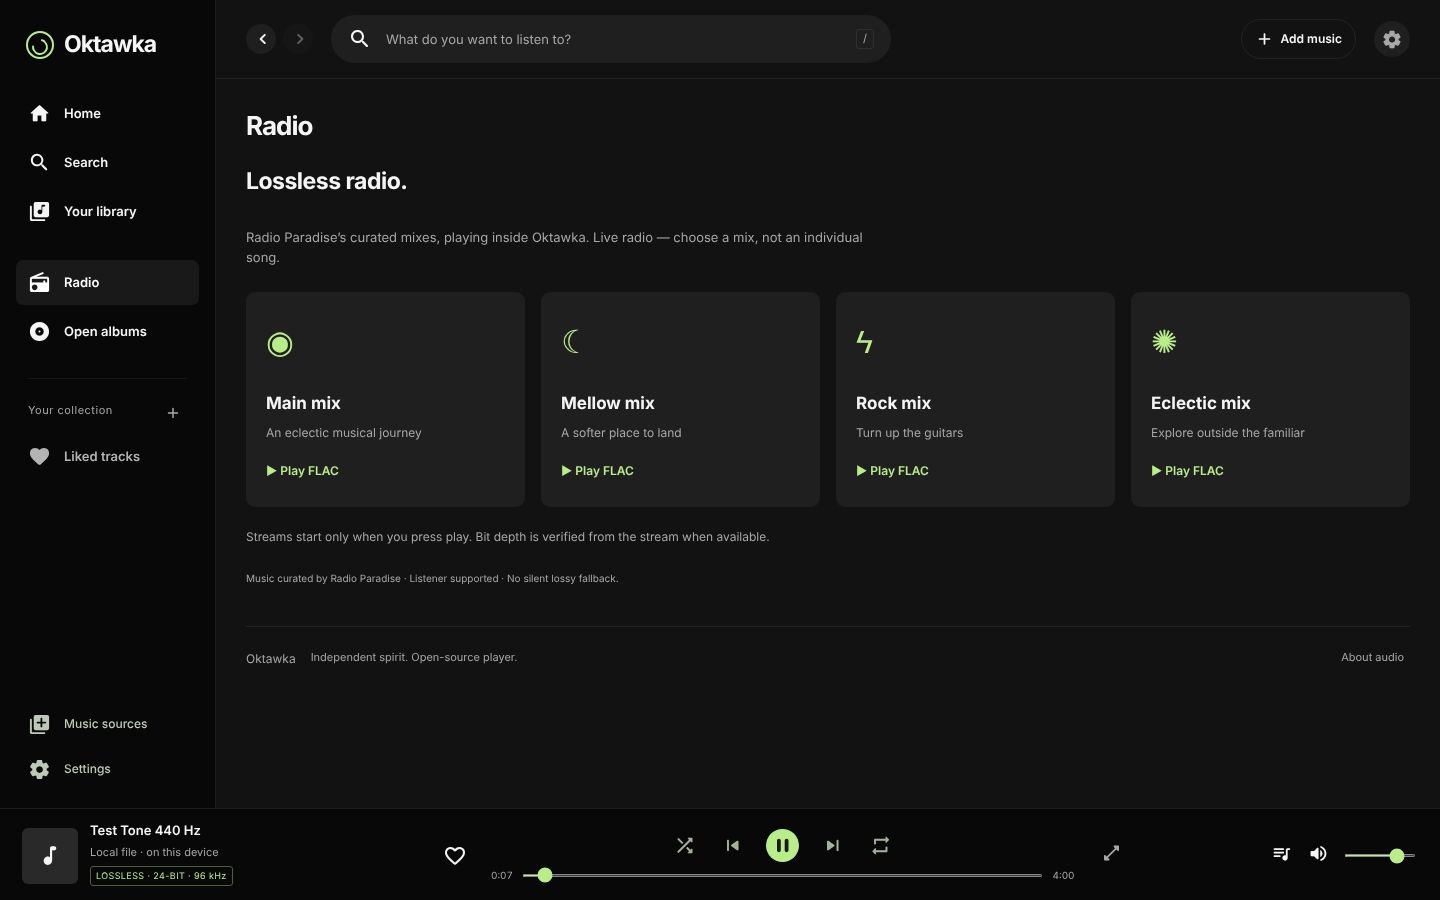 Oktawka
Home
Search
Your library
Radio
Open albums
Your collection
Liked tracks
Music sources
Settings
What do you want to listen to?
/
Add music
Radio
Lossless radio.
Radio Paradise’s curated mixes, playing inside Oktawka. Live radio — choose a mix, not an individual
song.
Main mix
An eclectic musical journey
▶ Play FLAC
Mellow mix
A softer place to land
▶ Play FLAC
Rock mix
Turn up the guitars
▶ Play FLAC
Eclectic mix
Explore outside the familiar
▶ Play FLAC
Streams start only when you press play. Bit depth is verified from the stream when available.
Music curated by Radio Paradise · Listener supported · No silent lossy fallback.
Oktawka
Independent spirit. Open-source player.
About audio
Test Tone 440 Hz
Local file · on this device
LOSSLESS · 24-BIT · 96 kHz
0:07
4:00